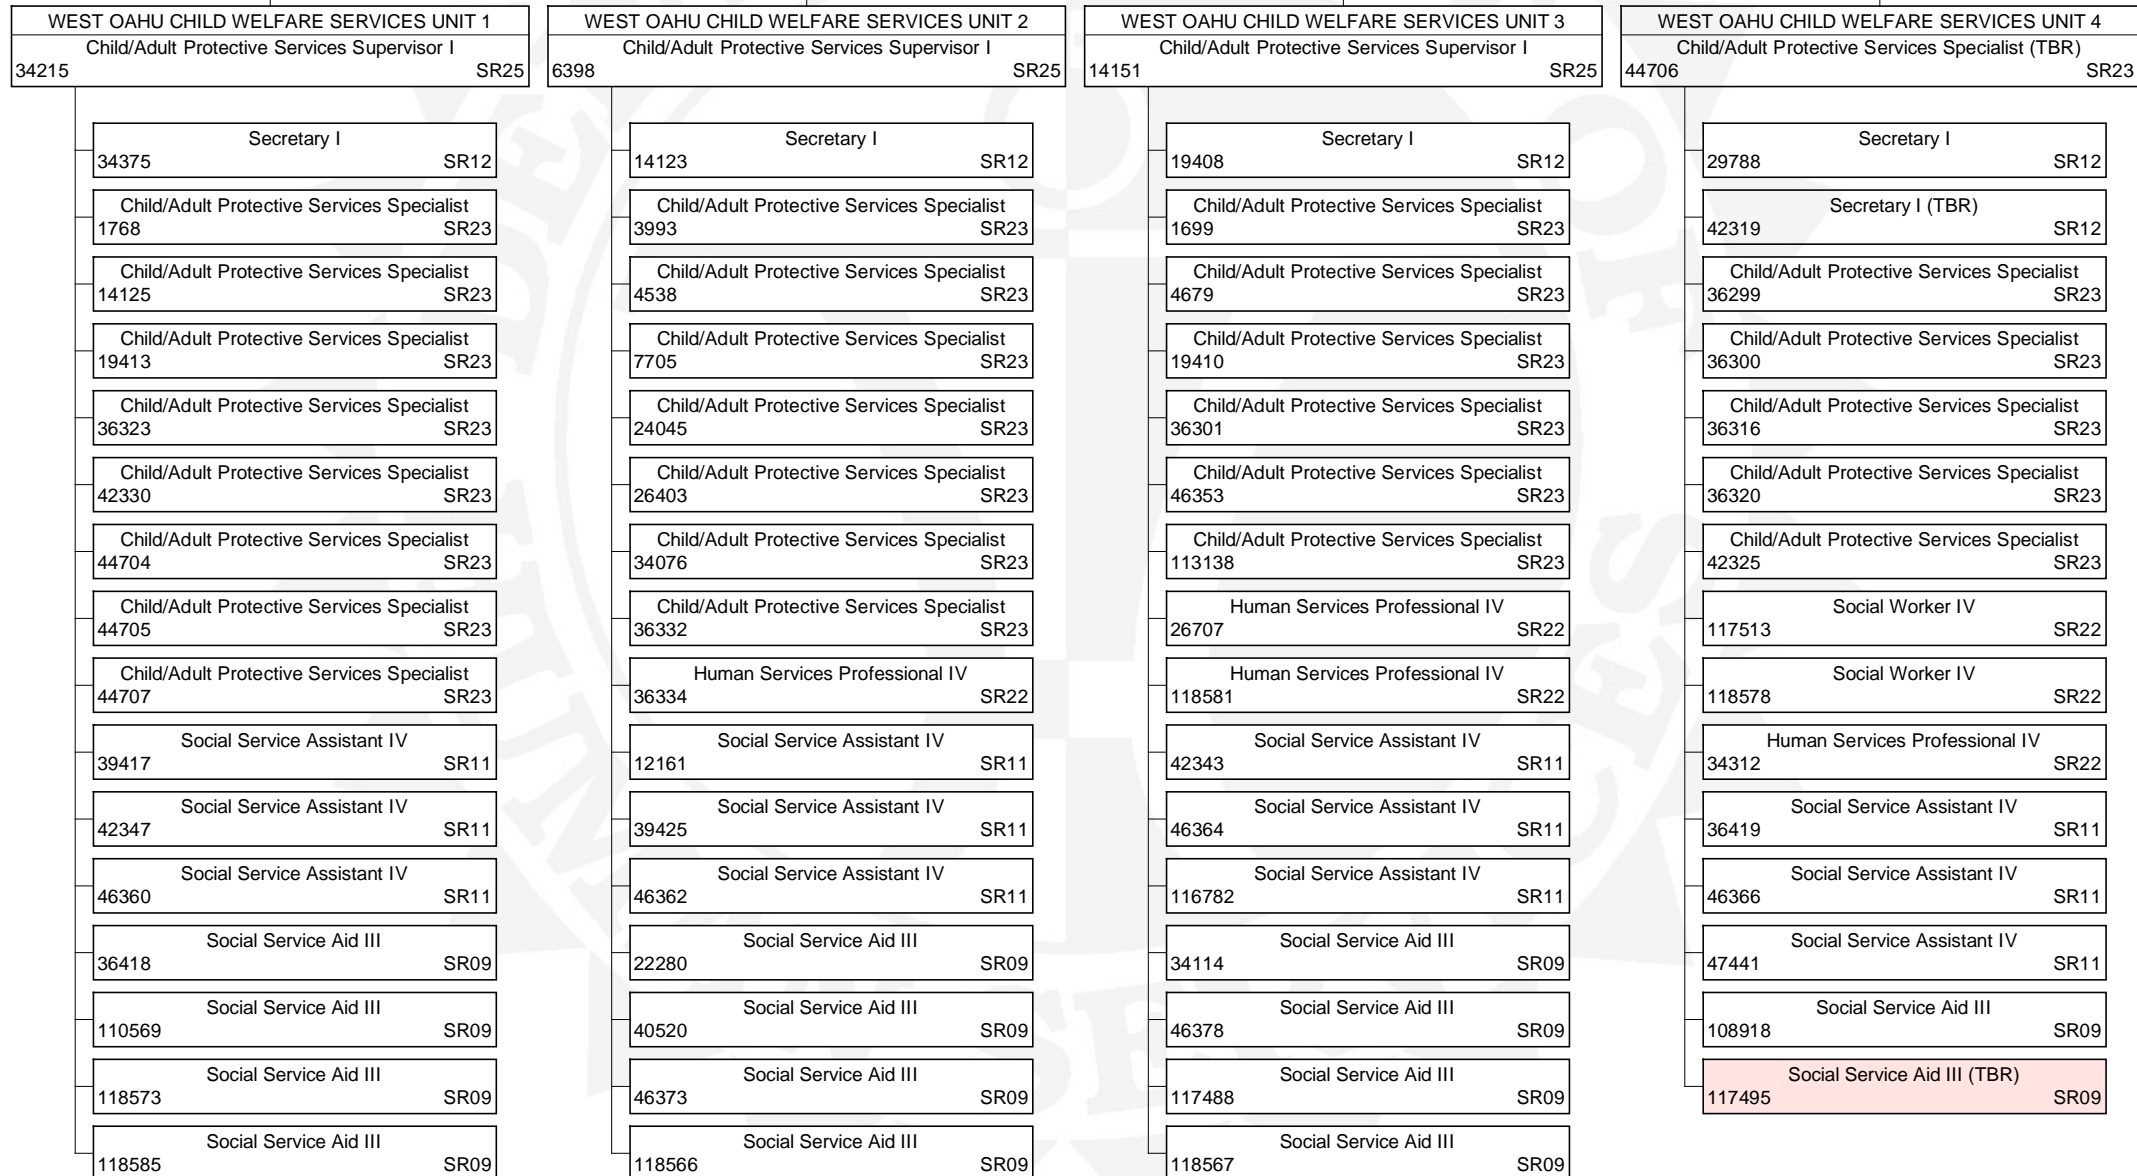 WEST OAHU CHILD WELFARE SERVICES UNIT 1
Child/Adult Protective Services Supervisor I
34215 SR25
Secretary I
34375 SR12
Child/Adult Protective Services Specialist
1768 SR23
Child/Adult Protective Services Specialist
14125 SR23
Child/Adult Protective Services Specialist
19413 SR23
Child/Adult Protective Services Specialist
36323 SR23
Child/Adult Protective Services Specialist
42330 SR23
Child/Adult Protective Services Specialist
44704 SR23
Child/Adult Protective Services Specialist
44705 SR23
Child/Adult Protective Services Specialist
44707 SR23
Social Service Assistant IV
39417 SR11
Social Service Assistant IV
42347 SR11
Social Service Assistant IV
46360 SR11
Social Service Aid III
36418 SR09
Social Service Aid III
110569 SR09
Social Service Aid III
118573 SR09
Social Service Aid III
118585 SR09
WEST OAHU CHILD WELFARE SERVICES UNIT 2
Child/Adult Protective Services Supervisor I
6398 SR25
Secretary I
14123 SR12
Child/Adult Protective Services Specialist
3993 SR23
Child/Adult Protective Services Specialist
4538 SR23
Child/Adult Protective Services Specialist
7705 SR23
Child/Adult Protective Services Specialist
24045 SR23
Child/Adult Protective Services Specialist
26403 SR23
Child/Adult Protective Services Specialist
34076 SR23
Child/Adult Protective Services Specialist
36332 SR23
Human Services Professional IV
36334 SR22
Social Service Assistant IV
12161 SR11
Social Service Assistant IV
39425 SR11
Social Service Assistant IV
46362 SR11
Social Service Aid III
22280 SR09
Social Service Aid III
40520 SR09
Social Service Aid III
46373 SR09
Social Service Aid III
118566 SR09
WEST OAHU CHILD WELFARE SERVICES UNIT 3
Child/Adult Protective Services Supervisor I
14151 SR25
Secretary I
19408 SR12
Child/Adult Protective Services Specialist
1699 SR23
Child/Adult Protective Services Specialist
4679 SR23
Child/Adult Protective Services Specialist
19410 SR23
Child/Adult Protective Services Specialist
36301 SR23
Child/Adult Protective Services Specialist
46353 SR23
Child/Adult Protective Services Specialist
113138 SR23
Human Services Professional IV
26707 SR22
Human Services Professional IV
118581 SR22
Social Service Assistant IV
42343 SR11
Social Service Assistant IV
46364 SR11
Social Service Assistant IV
116782 SR11
Social Service Aid III
34114 SR09
Social Service Aid III
46378 SR09
Social Service Aid III
117488 SR09
Social Service Aid III
118567 SR09
WEST OAHU CHILD WELFARE SERVICES UNIT 4
Child/Adult Protective Services Specialist (TBR)
44706 SR23
Secretary I
29788 SR12
Secretary I (TBR)
42319 SR12
Child/Adult Protective Services Specialist
36299 SR23
Child/Adult Protective Services Specialist
36300 SR23
Child/Adult Protective Services Specialist
36316 SR23
Child/Adult Protective Services Specialist
36320 SR23
Child/Adult Protective Services Specialist
42325 SR23
Social Worker IV
117513 SR22
Social Worker IV
118578 SR22
Human Services Professional IV
34312 SR22
Social Service Assistant IV
36419 SR11
Social Service Assistant IV
46366 SR11
Social Service Assistant IV
47441 SR11
Social Service Aid III
108918 SR09
Social Service Aid III (TBR)
117495 SR09